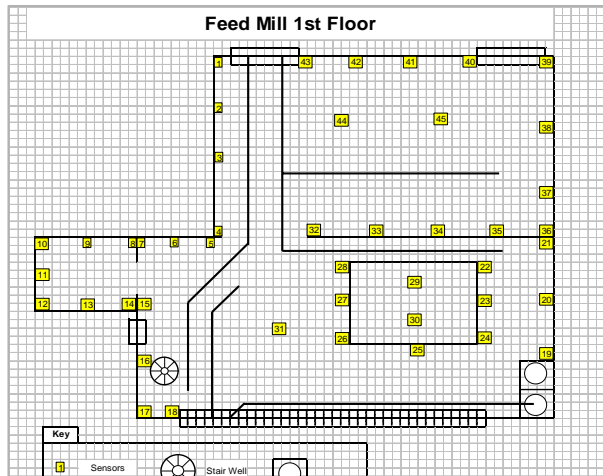 Feed Mill 1st Floor
1 43 42 41 40 39
2 44 45 38
3
37
4 32 33 34 35 36
10 9 8 7 6 5 21
11 28 29 22
12 13 14 15 27 23 20
31 30
26 24
25 19
16
17 18
Key
1 Sensors Stair Well